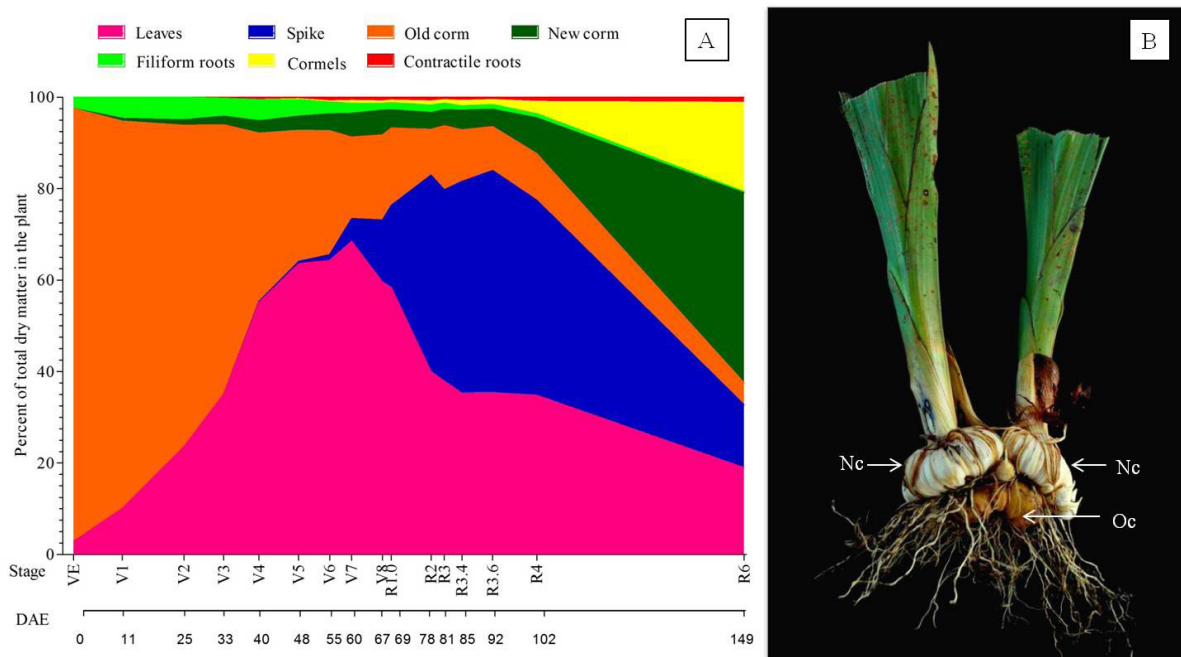 Leaves Spike Old corm New corm
Filiform roots Cormels Contractile roots
A
B
Percent of total dry matter in the plant
100
80
60
40
20
0
Stage VE V1 V2 V3 V4 V5 V6 V7 V8 R1.0 R2 R3 R3.4 R3.6 R4 R6
DAE
0 11 25 33 40 48 55 60 67 69 78 81 85 92 102 149
Nc
Nc
Oc